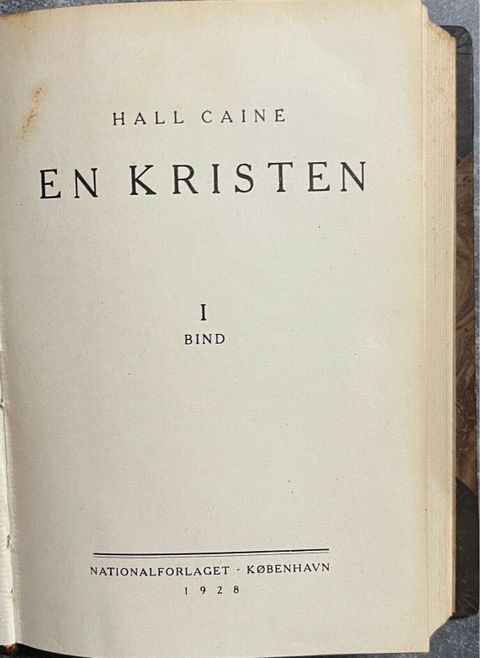 HALL CAINE
EN KRISTEN
I
BIND
NATIONALFORLAGET - KØBENHAVN
1928